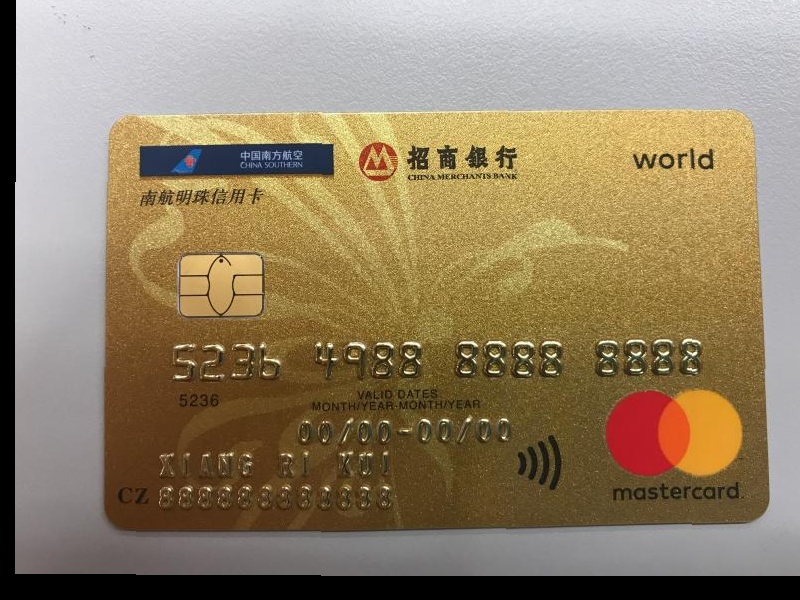 中国南方航空
CHINA SOUTHERN
招商银行
CHINA MERCHANTS BANK
world
南航明珠信用卡
5236 4988 8888 8888
5236
VALID DATES
MONTH/YEAR-MONTH/YEAR
00/00-00/00
XIANG RI KUI
CZ 888888888888
mastercard